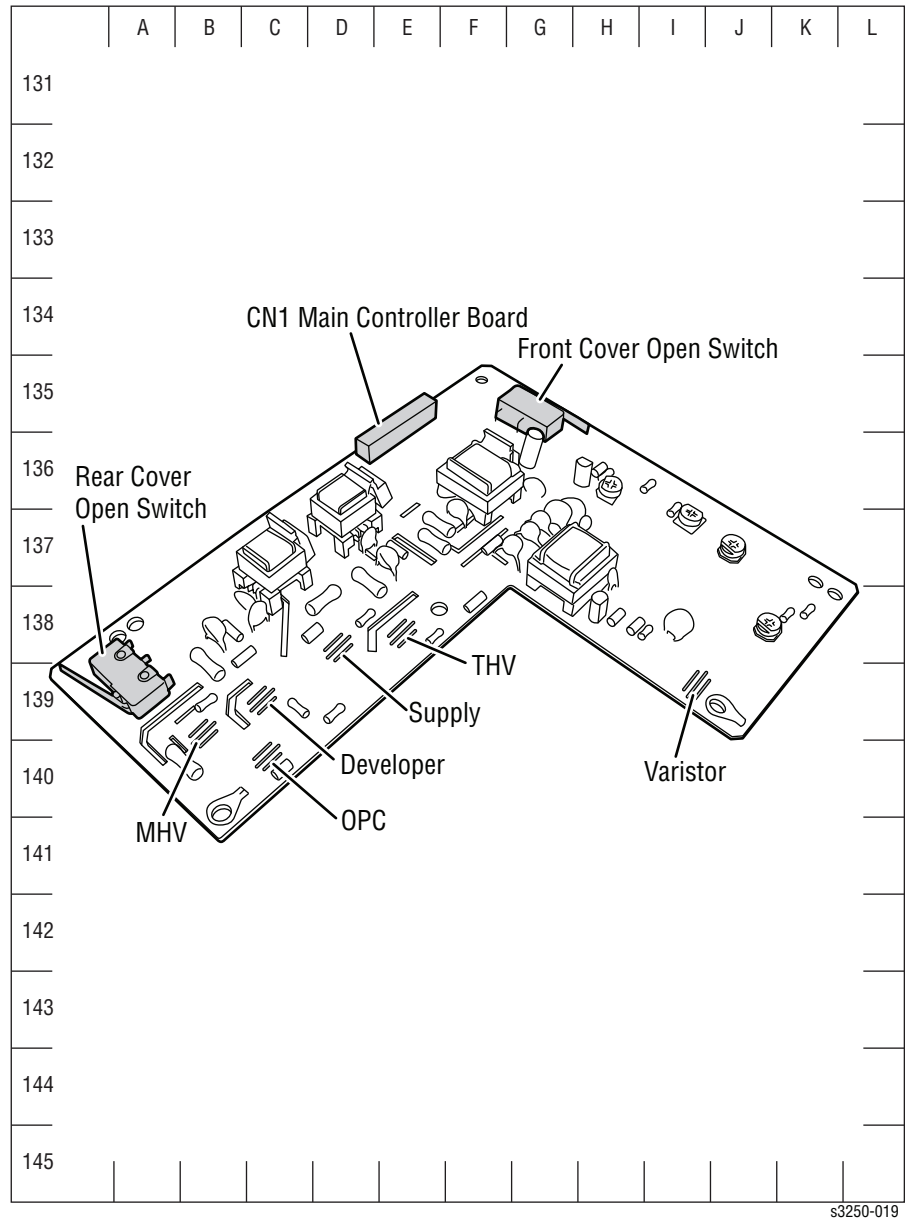 A B C D E F G H I J K L
131
132
133
134
CN1 Main Controller Board
Front Cover Open Switch
135
136
Rear Cover
Open Switch
137
138
THV
139
Supply
Developer
Varistor
140
OPC
MHV
141
142
143
144
145
s3250-019